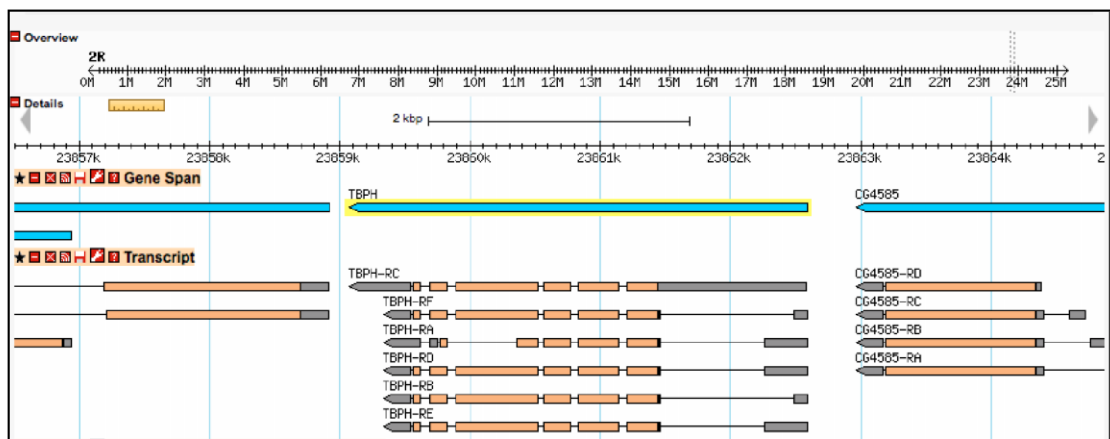 Overview
2R
0M 1M 2M 3M 4M 5M 6M 7M 8M 9M 10M 11M 12M 13M 14M 15M 16M 17M 18M 19M 20M 21M 22M 23M 24M 25M
Details
2 kbp
23857k 23858k 23859k 23860k 23861k 23862k 23863k 23864k 2
Gene Span
TBPH CG4585
Transcript
TBPH-RC CG4585-RD
TBPH-RF CG4585-RC
TBPH-RA CG4585-RB
TBPH-RD CG4585-RA
TBPH-RB
TBPH-RE